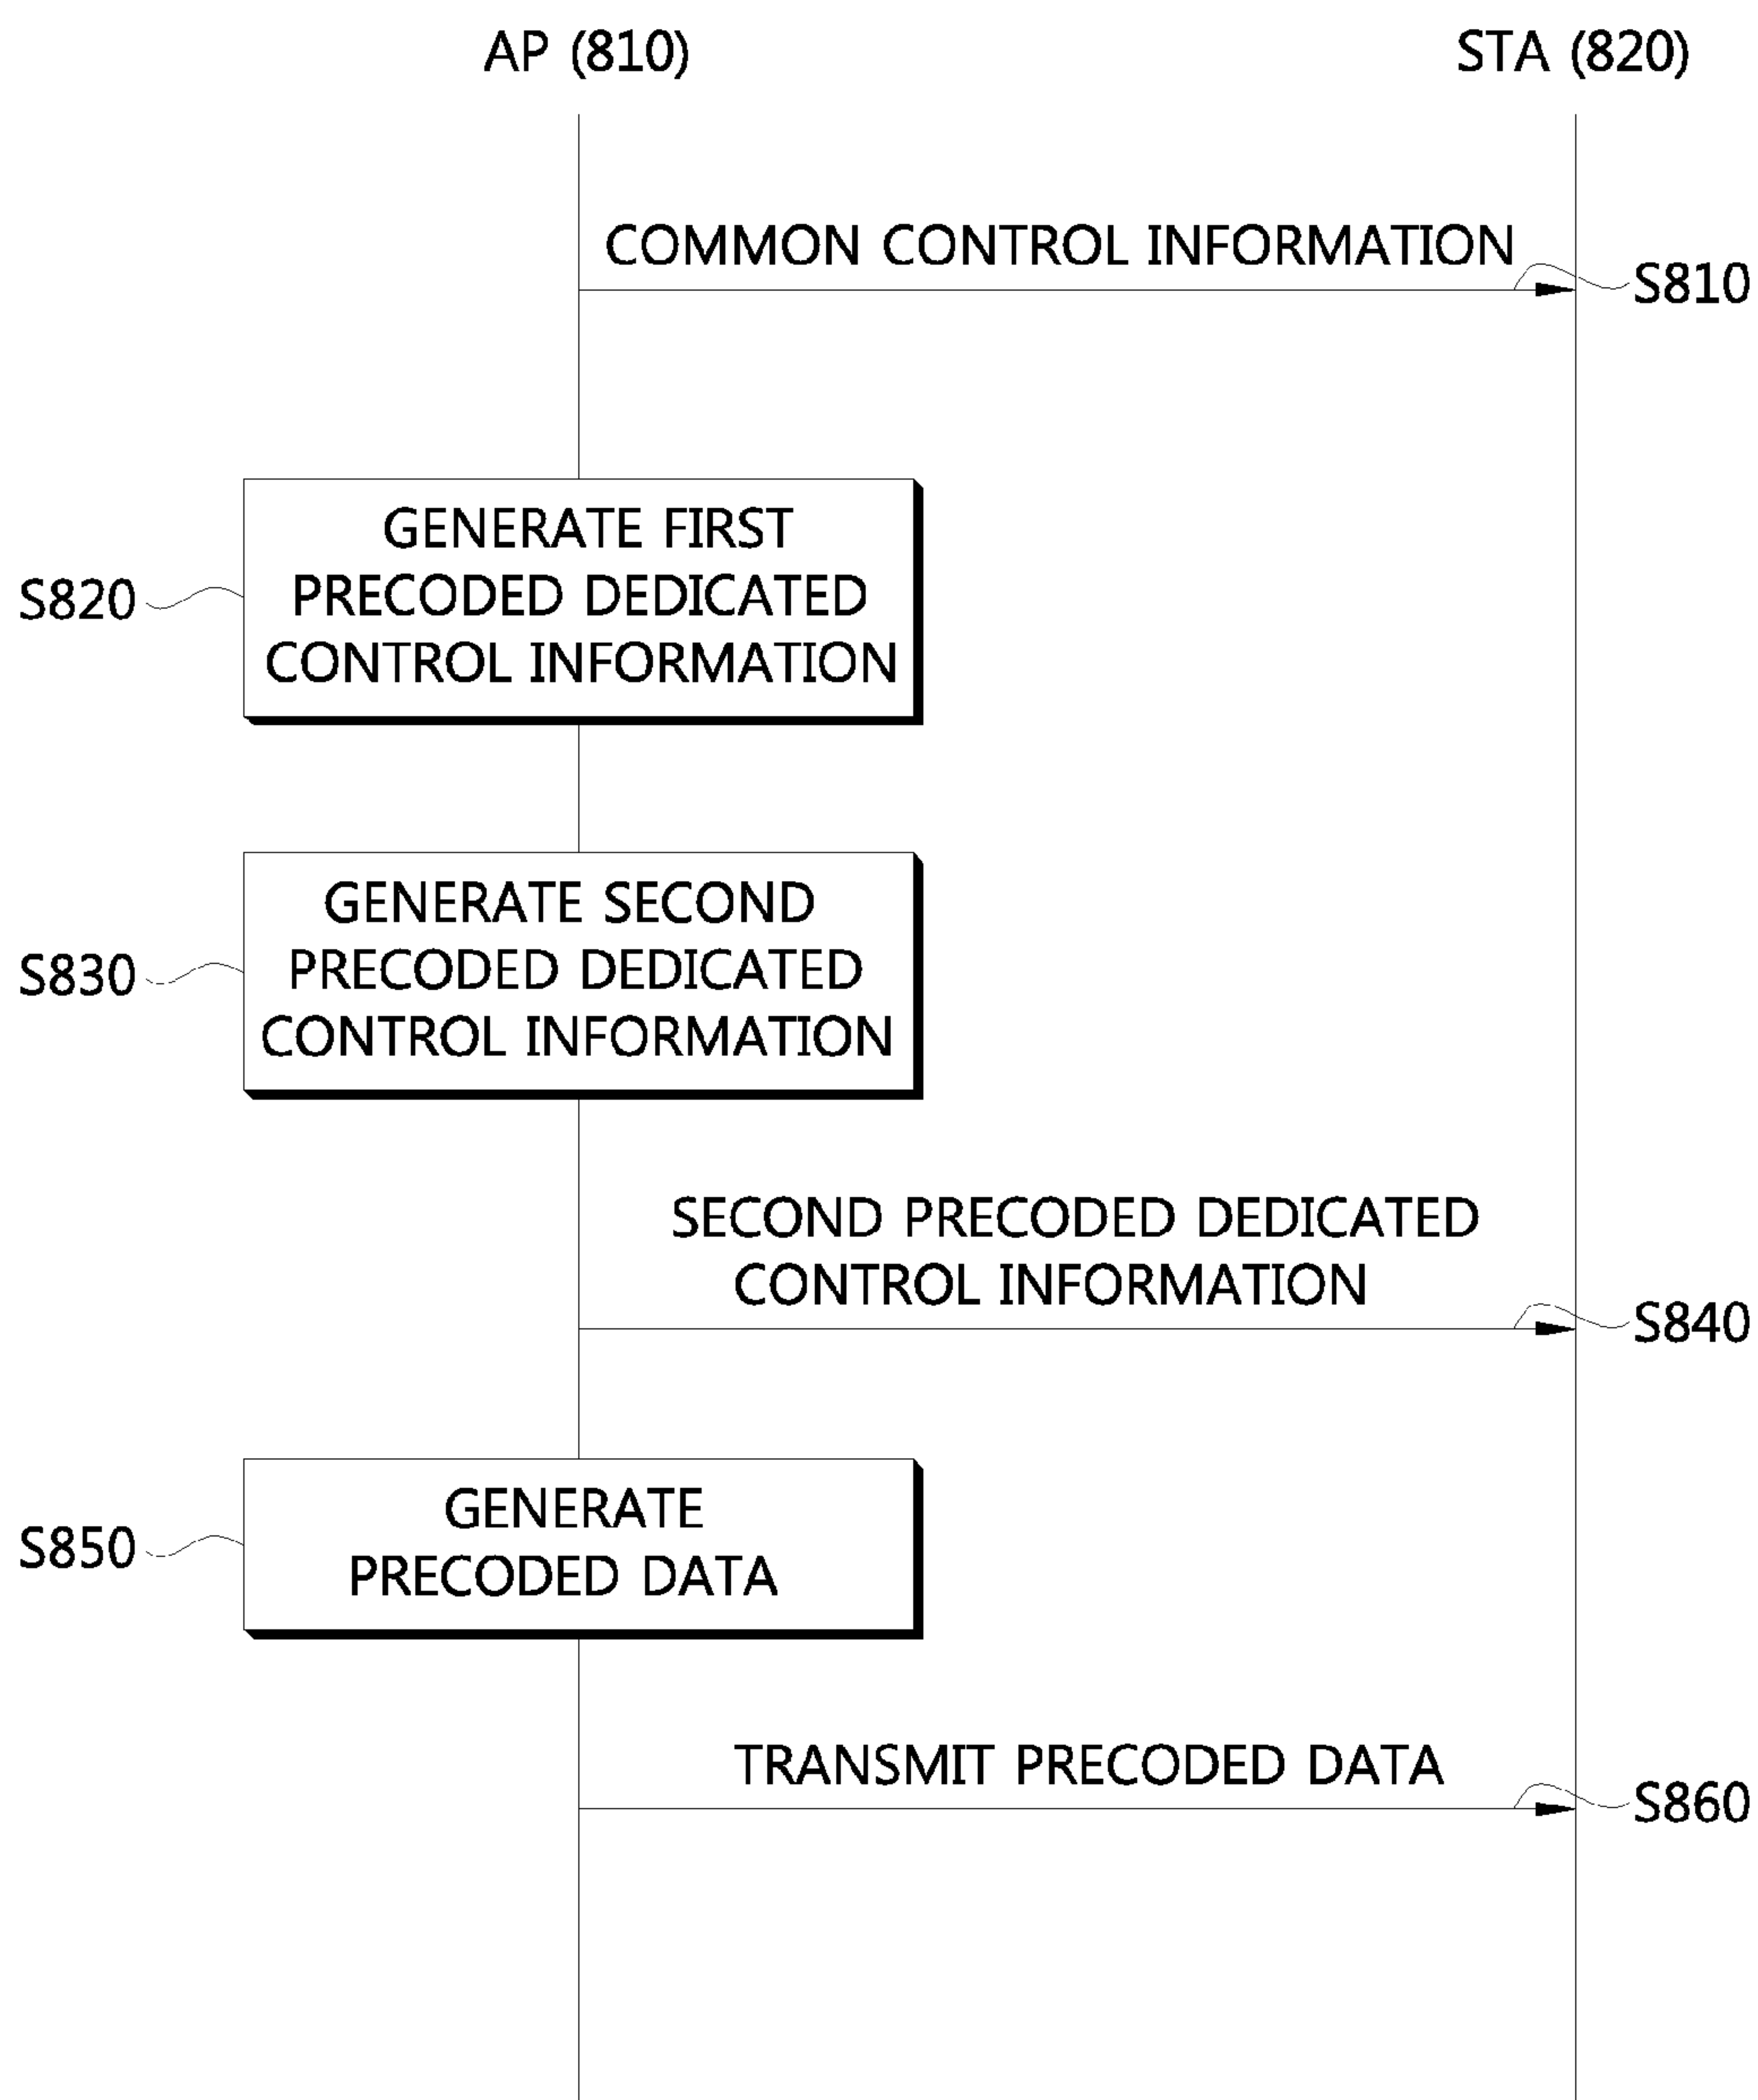 AP (810)
STA (820)
COMMON CONTROL INFORMATION
S810
GENERATE FIRST
PRECODED DEDICATED
CONTROL INFORMATION
S820
GENERATE SECOND
PRECODED DEDICATED
CONTROL INFORMATION
S830
SECOND PRECODED DEDICATED
CONTROL INFORMATION
S840
GENERATE
PRECODED DATA
S850
TRANSMIT PRECODED DATA
S860